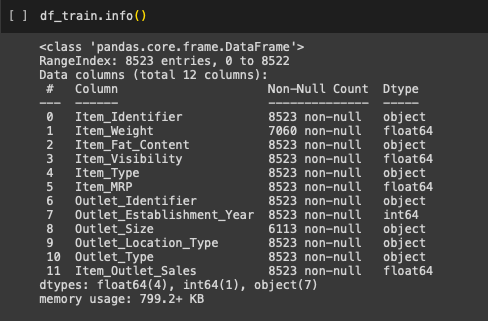 [ ] df_train.info()
<class 'pandas.core.frame.DataFrame'>
RangeIndex: 8523 entries, 0 to 8522
Data columns (total 12 columns):
 #   Column                     Non-Null Count  Dtype
---  ------                     --------------  -----
 0   Item_Identifier            8523 non-null   object
 1   Item_Weight                7060 non-null   float64
 2   Item_Fat_Content           8523 non-null   object
 3   Item_Visibility            8523 non-null   float64
 4   Item_Type                  8523 non-null   object
 5   Item_MRP                   8523 non-null   float64
 6   Outlet_Identifier          8523 non-null   object
 7   Outlet_Establishment_Year  8523 non-null   int64
 8   Outlet_Size                6113 non-null   object
 9   Outlet_Location_Type       8523 non-null   object
 10  Outlet_Type                8523 non-null   object
 11  Item_Outlet_Sales          8523 non-null   float64
dtypes: float64(4), int64(1), object(7)
memory usage: 799.2+ KB